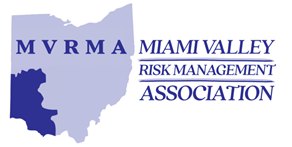 MVRMA
MIAMI VALLEY
RISK MANAGEMENT
ASSOCIATION